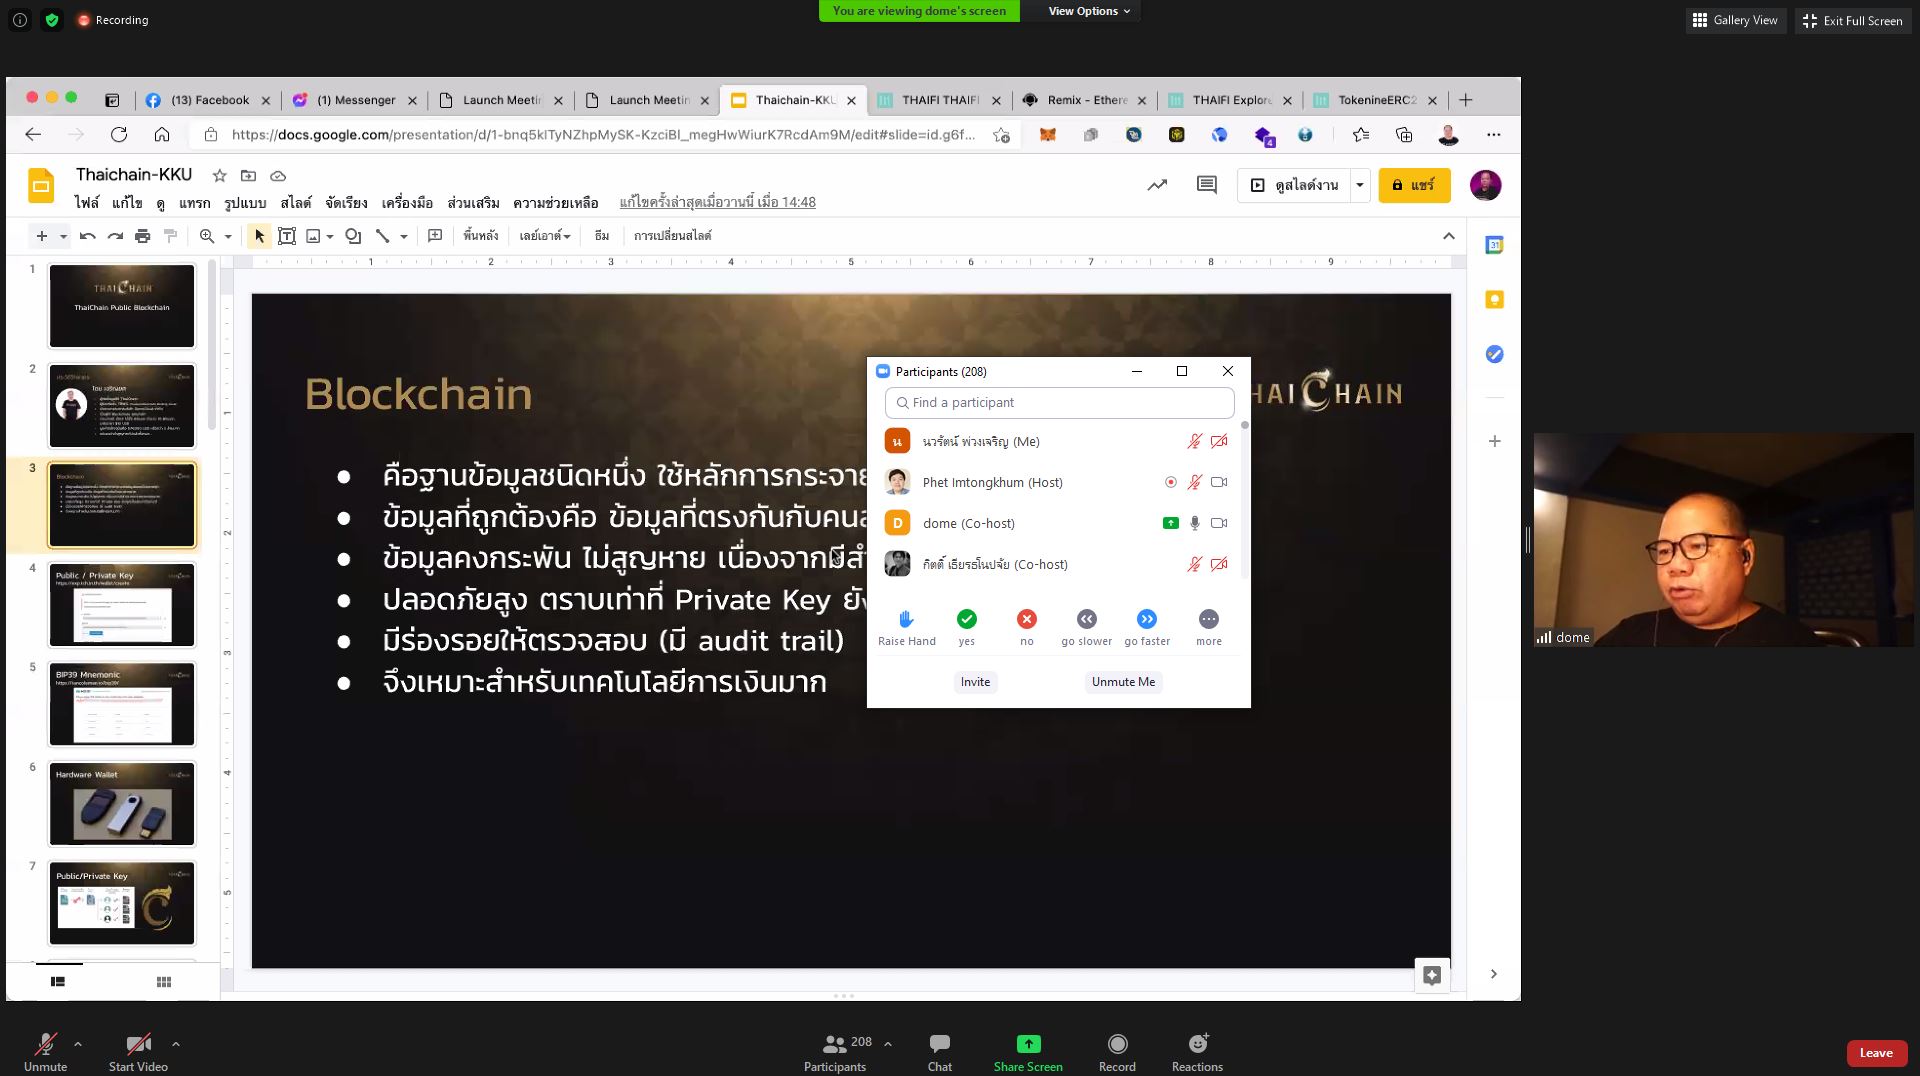 Recording
You are viewing dome's screen
View Options
Gallery View
Exit Full Screen
(13) Facebook
(1) Messenger
Launch Meetin
Launch Meetin
Thaichain-KKU
THAIFI THAIFI
Remix - Ethere
THAIFI Explore
TokenineERC2
https://docs.google.com/presentation/d/1-bnq5klTyNZhpMySK-KzciBl_megHwWiurK7RcdAm9M/edit#slide=id.g6f...
4
Thaichain-KKU
ไฟล์ แก้ไข ดู แทรก รูปแบบ สไลด์ จัดเรียง เครื่องมือ ส่วนเสริม ความช่วยเหลือ
แก้ไขครั้งล่าสุดเมื่อวานนี้ เมื่อ 14:48
ดูสไลด์งาน
แชร์
พื้นหลัง
เลย์เอาต์
ธีม
การเปลี่ยนสไลด์
31
1 2 3 4 5 6 7 8 9
1
2
3
4
5
1
THAICHAIN
ThaiChain Public Blockchain
2
3
Blockchain
4
Public / Private Key
5
BIP39 Mnemonic
6
Hardware Wallet
7
Public/Private Key
Blockchain
THAICHAIN
คือฐานข้อมูลชนิดหนึ่ง ใช้หลักการกระจาย
ข้อมูลที่ถูกต้องคือ ข้อมูลที่ตรงกันกับคนส
ข้อมูลคงกระพัน ไม่สูญหาย เนื่องจากมีสำ
ปลอดภัยสูง ตราบเท่าที่ Private Key ยัง
มีร่องรอยให้ตรวจสอบ (มี audit trail)
จึงเหมาะสำหรับเทคโนโลยีการเงินมาก
Participants (208)
Find a participant
น
นวรัตน์ พ่วงเจริญ (Me)
Phet Imtongkhum (Host)
D
dome (Co-host)
กิตติ์ เธียรธโนปจัย (Co-host)
Raise Hand
yes
no
go slower
go faster
more
Invite
Unmute Me
dome
Unmute
Start Video
208
Participants
Chat
Share Screen
Record
Reactions
Leave